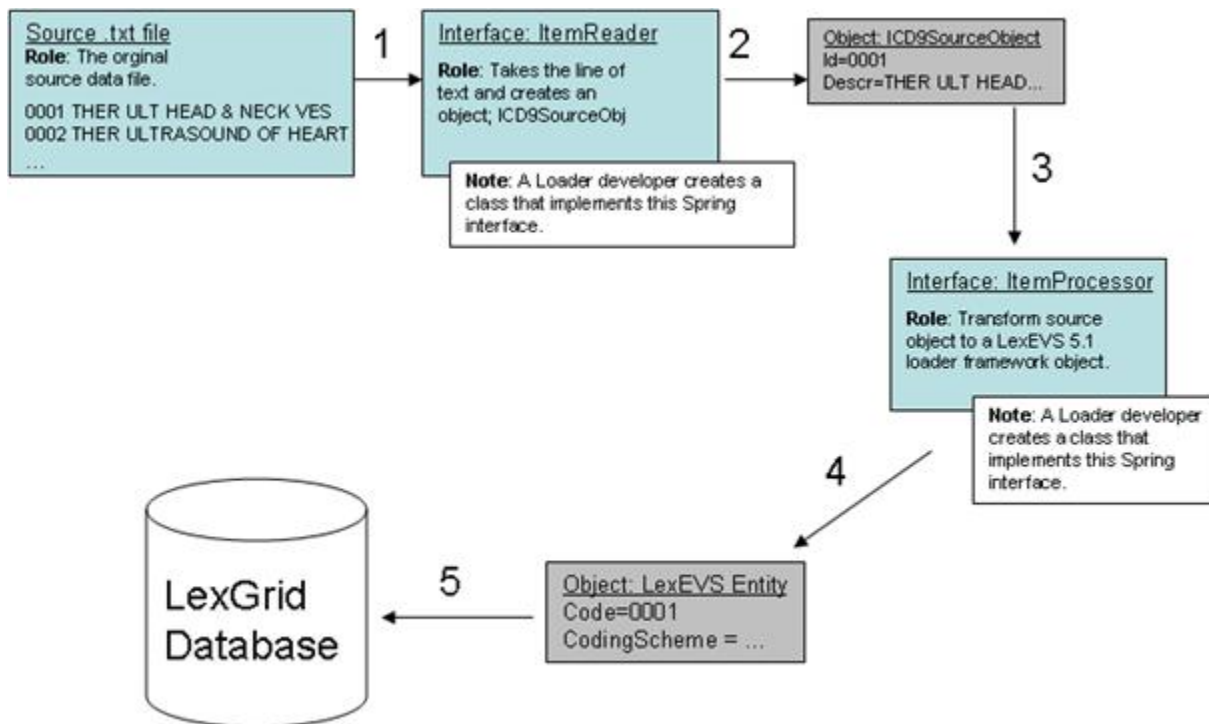 Source .txt file
Role: The orginal
source data file.
0001 THER ULT HEAD & NECK VES
0002 THER ULTRASOUND OF HEART
...
1
Interface: ItemReader
Role: Takes the line of
text and creates an
object; ICD9SourceObj
Note: A Loader developer creates a
class that implements this Spring
interface.
2
Object: ICD9SourceObject
Id=0001
Descr=THER ULT HEAD...
3
Interface: ItemProcessor
Role: Transform source
object to a LexEVS 5.1
loader framework object.
Note: A Loader developer
creates a class that
implements this Spring
interface.
4
Object: LexEVS Entity
Code=0001
CodingScheme = ...
5
LexGrid
Database